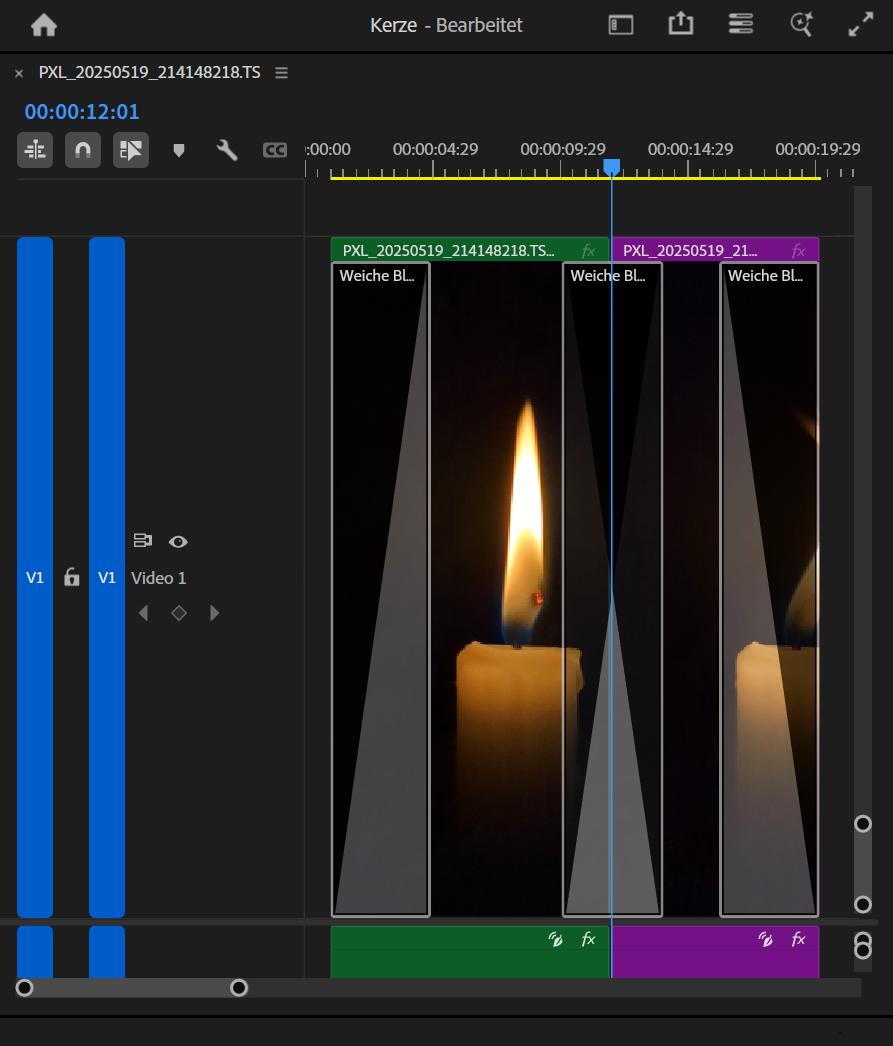 Kerze - Bearbeitet
× PXL_20250519_214148218.TS
00:00:12:01
CC
:00:00 00:00:04:29 00:00:09:29 00:00:14:29 00:00:19:29
PXL_20250519_214148218.TS... fx PXL_20250519_21... fx
Weiche Bl... Weiche Bl... Weiche Bl...
V1 V1 Video 1
fx fx